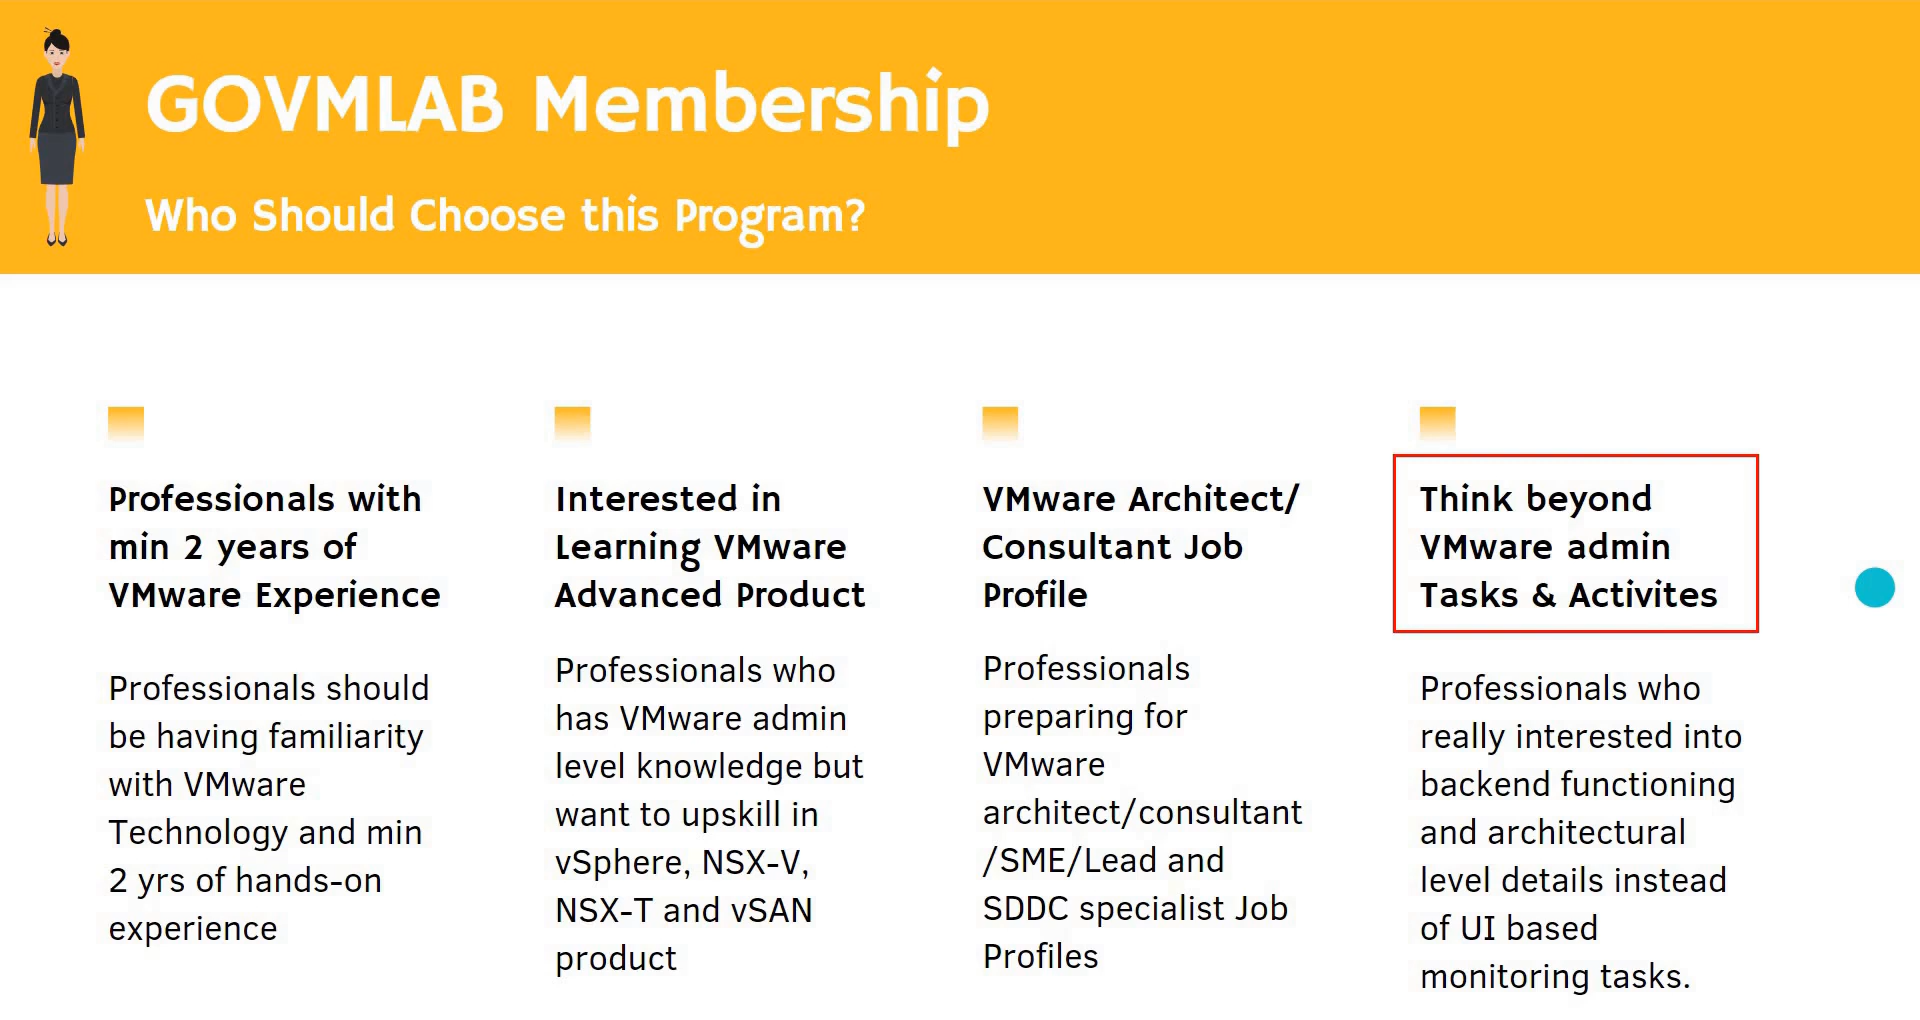 GOVMLAB Membership
Who Should Choose this Program?
Professionals with
min 2 years of
VMware Experience
Professionals should
be having familiarity
with VMware
Technology and min
2 yrs of hands-on
experience
Interested in
Learning VMware
Advanced Product
Professionals who
has VMware admin
level knowledge but
want to upskill in
vSphere, NSX-V,
NSX-T and vSAN
product
VMware Architect/
Consultant Job
Profile
Professionals
preparing for
VMware
architect/consultant
/SME/Lead and
SDDC specialist Job
Profiles
Think beyond
VMware admin
Tasks & Activites
Professionals who
really interested into
backend functioning
and architectural
level details instead
of UI based
monitoring tasks.